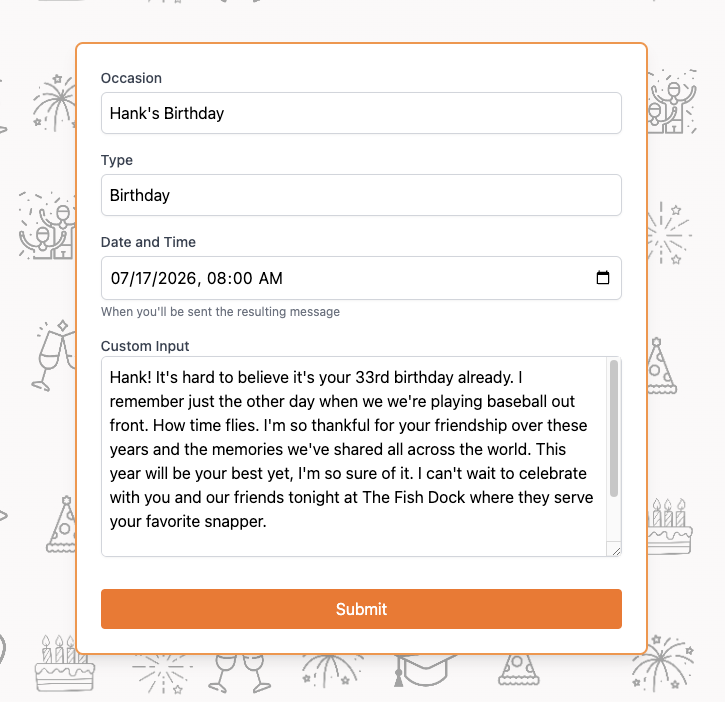 Occasion
Hank's Birthday
Type
Birthday
Date and Time
07/17/2026, 08:00 AM
When you'll be sent the resulting message
Custom Input
Hank! It's hard to believe it's your 33rd birthday already. I
remember just the other day when we we're playing baseball out
front. How time flies. I'm so thankful for your friendship over these
years and the memories we've shared all across the world. This
year will be your best yet, I'm so sure of it. I can't wait to celebrate
with you and our friends tonight at The Fish Dock where they serve
your favorite snapper.
Submit